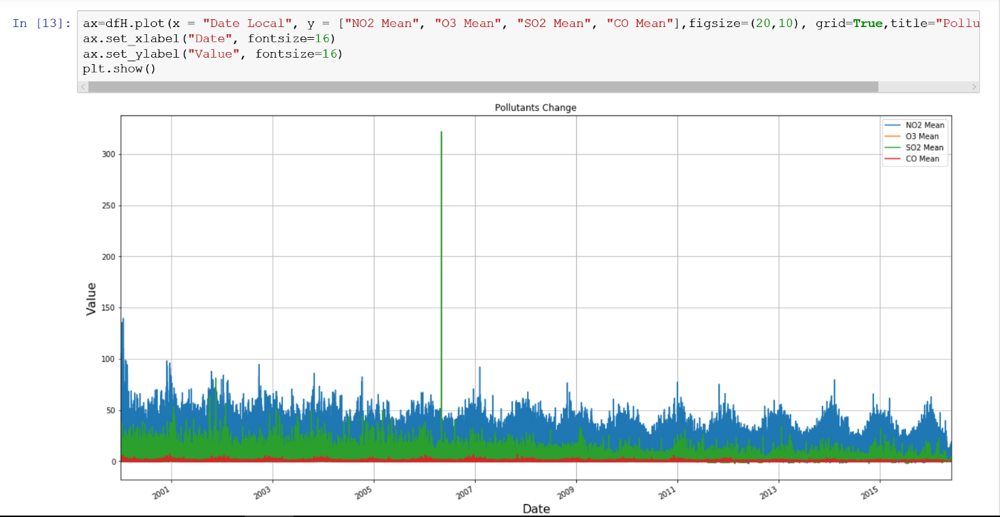 In [13]: ax=dfH.plot(x = "Date Local", y = ["NO2 Mean", "O3 Mean", "SO2 Mean", "CO Mean"],figsize=(20,10), grid=True,title="Pollu
ax.set_xlabel("Date", fontsize=16)
ax.set_ylabel("Value", fontsize=16)
plt.show()
Pollutants Change
NO2 Mean
O3 Mean
SO2 Mean
CO Mean
Value
300
250
200
150
100
50
0
2001 2003 2005 2007 2009 2011 2013 2015
Date